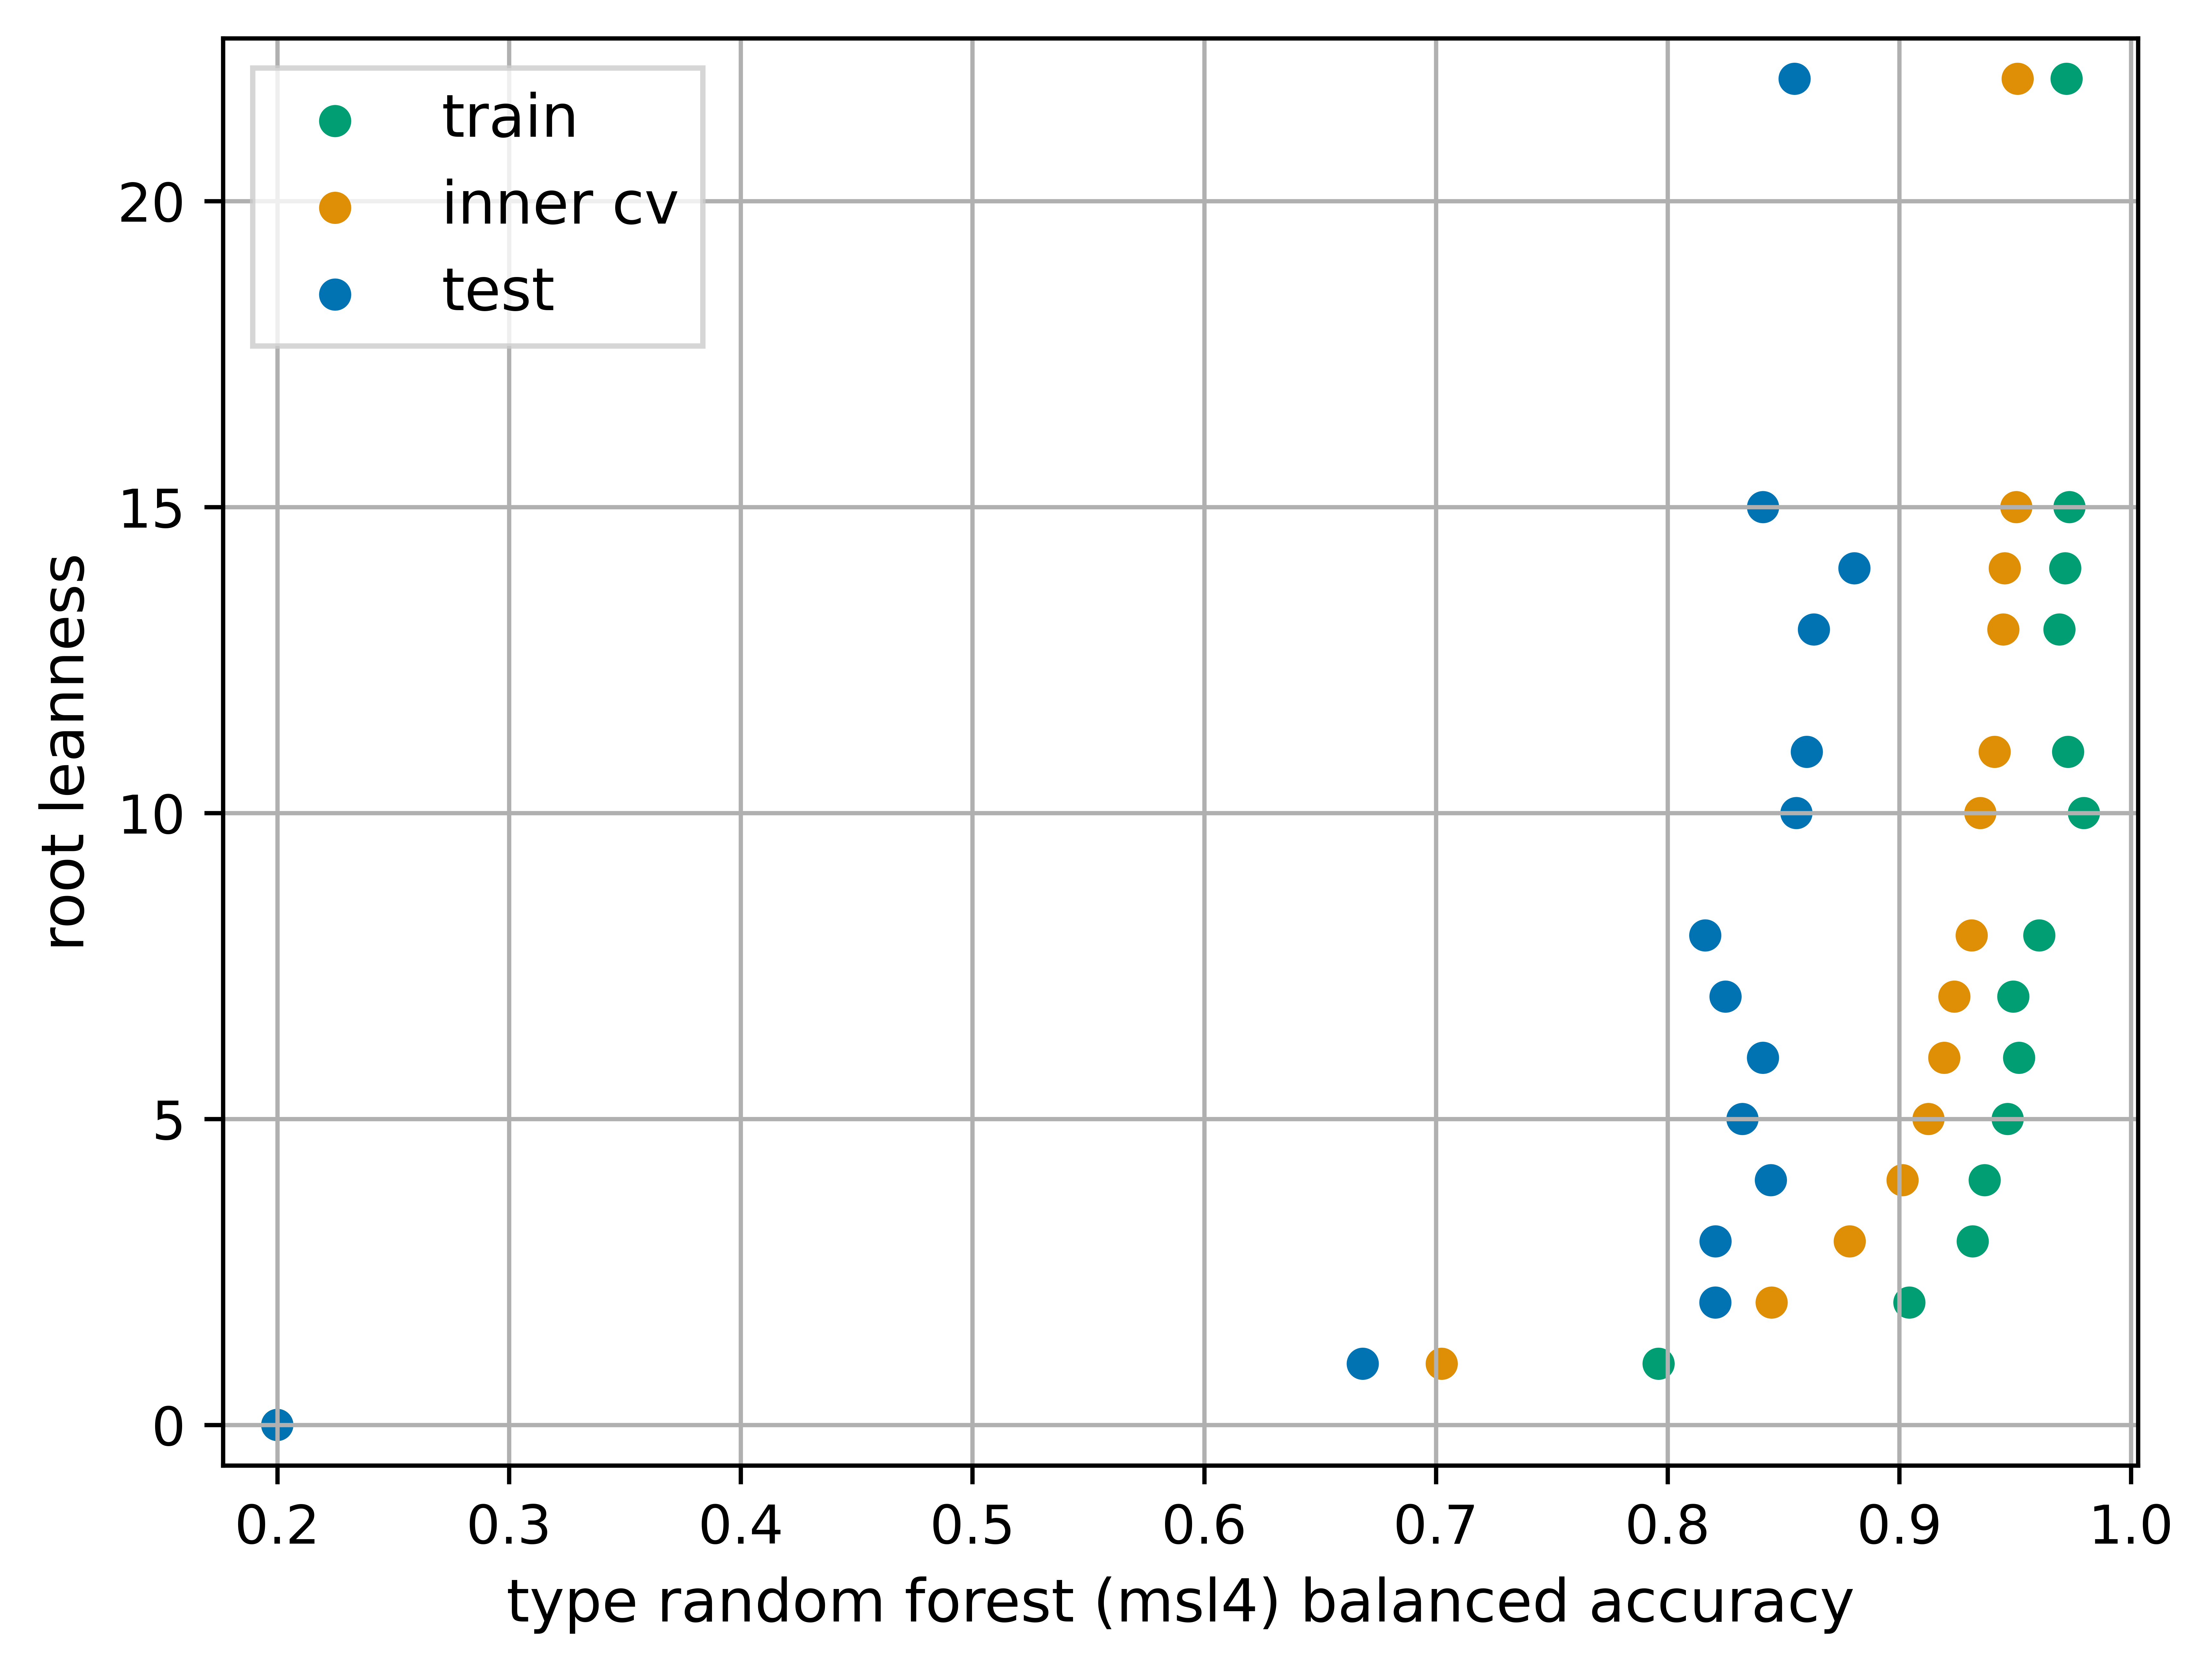 train
inner cv
test
20
15
10
5
0
root leanness
0.2 0.3 0.4 0.5 0.6 0.7 0.8 0.9 1.0
type random forest (msl4) balanced accuracy